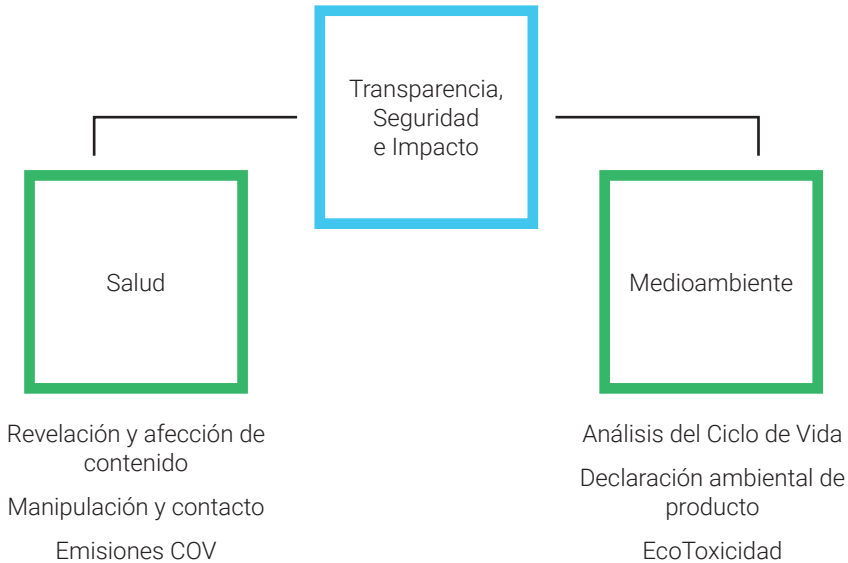 Transparencia,
Seguridad
e Impacto
Salud
Medioambiente
Revelación y afección de
contenido
Manipulación y contacto
Emisiones COV
Análisis del Ciclo de Vida
Declaración ambiental de
producto
EcoToxicidad